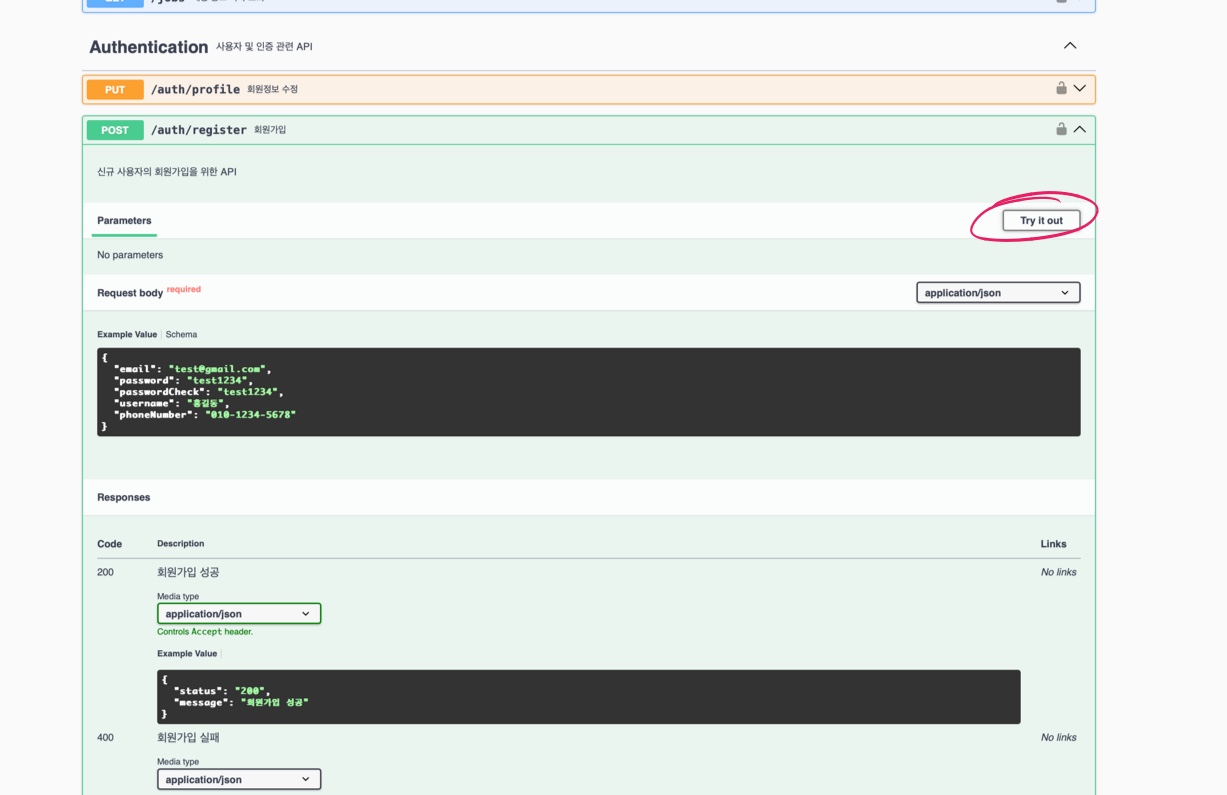 GET /jobs
Authentication 사용자 및 인증 관련 API
PUT /auth/profile 회원정보 수정
POST /auth/register 회원가입
신규 사용자의 회원가입을 위한 API
Parameters
Try it out
No parameters
Request body required
application/json
Example Value Schema
{
"email": "test@gmail.com",
"password": "test1234",
"passwordCheck": "test1234",
"username": "홍길동",
"phoneNumber": "010-1234-5678"
}
Responses
Code Description Links
200 회원가입 성공 No links
Media type
application/json
Controls Accept header.
Example Value
{
"status": "200",
"message": "회원가입 성공"
}
400 회원가입 실패 No links
Media type
application/json